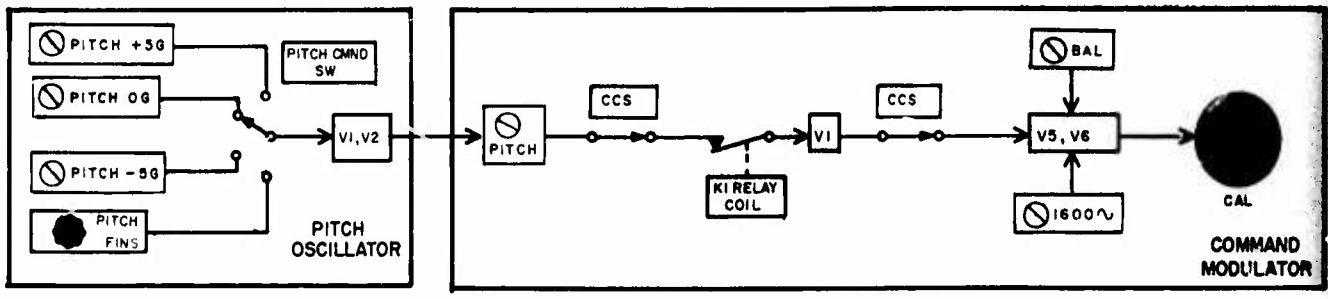 PITCH +5G
PITCH 0G
PITCH -5G
PITCH
FINS
PITCH CMND
SW
V1, V2
PITCH
OSCILLATOR
PITCH
CCS
K1 RELAY
COIL
V1
CCS
BAL
V5, V6
1600∿
CAL
COMMAND
MODULATOR